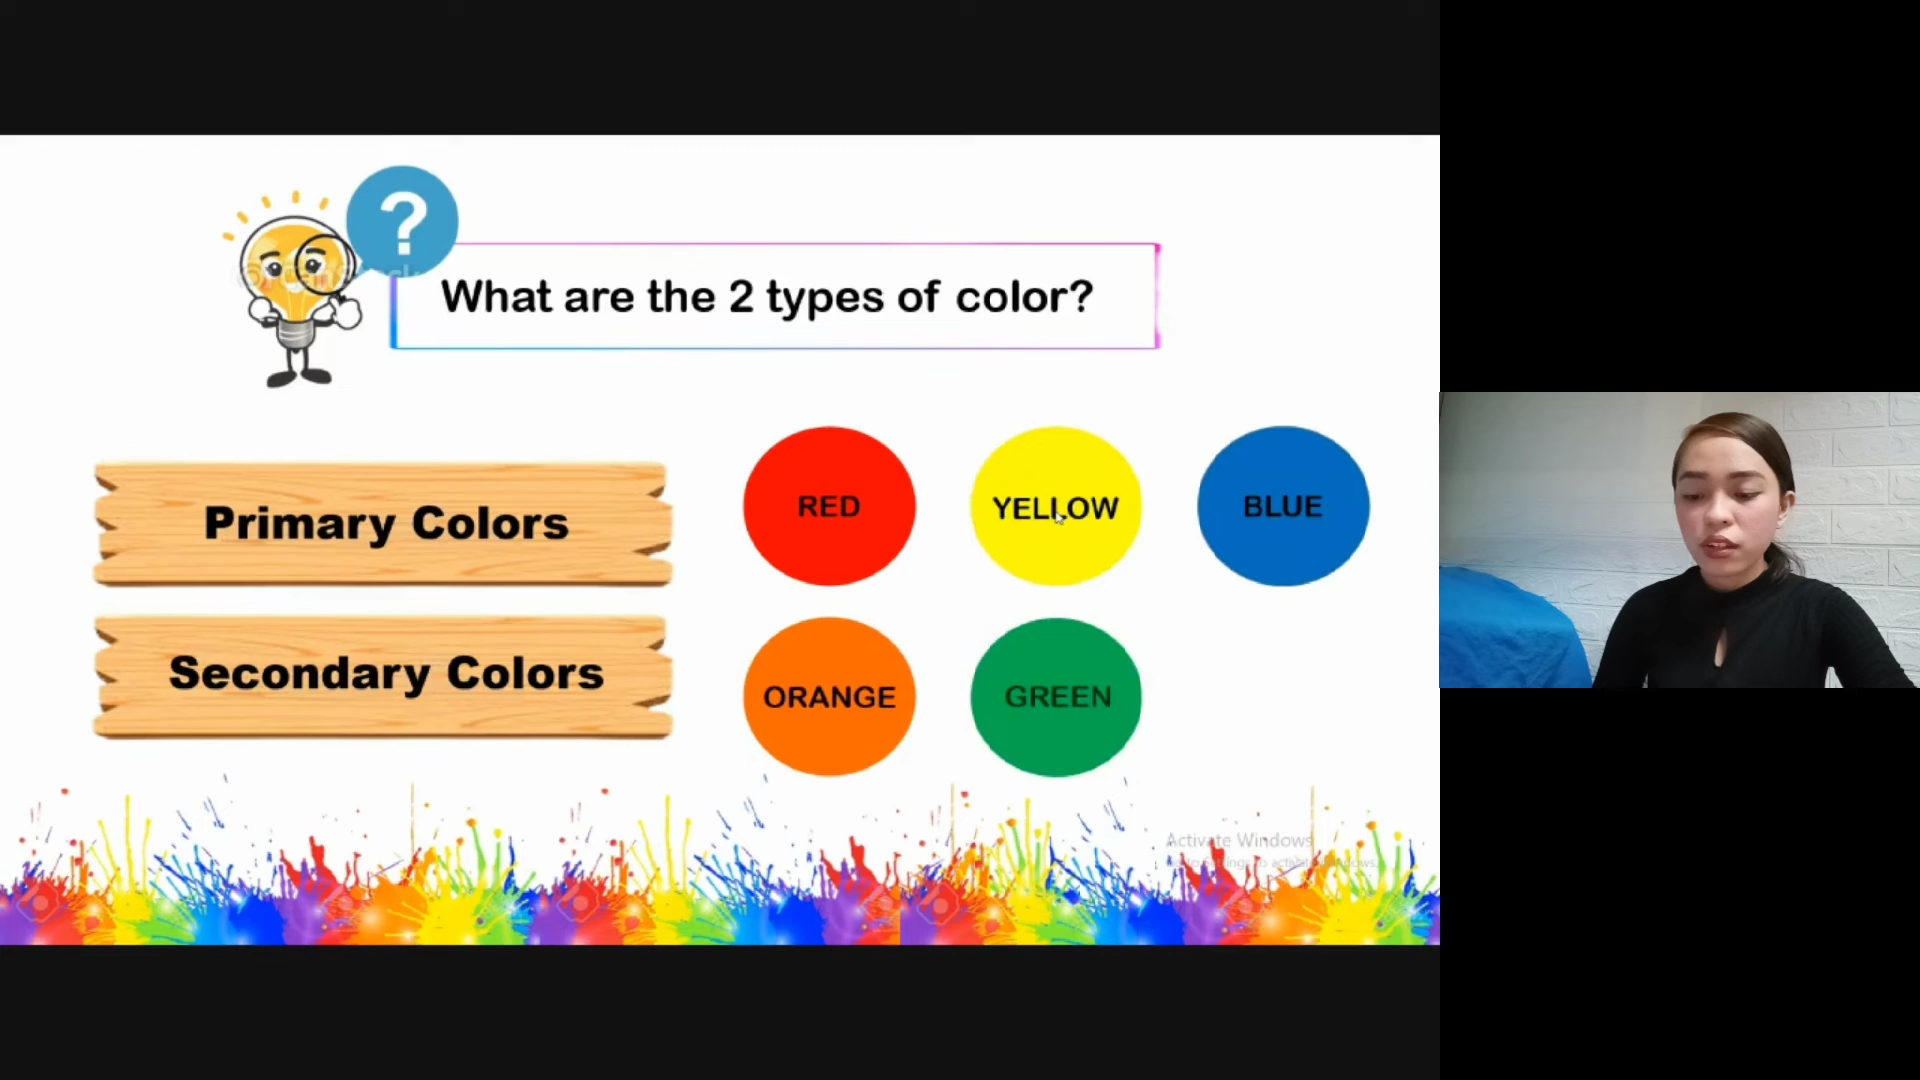 ?
What are the 2 types of color?
Primary Colors
RED
YELLOW
BLUE
Secondary Colors
ORANGE
GREEN
Activate Windows